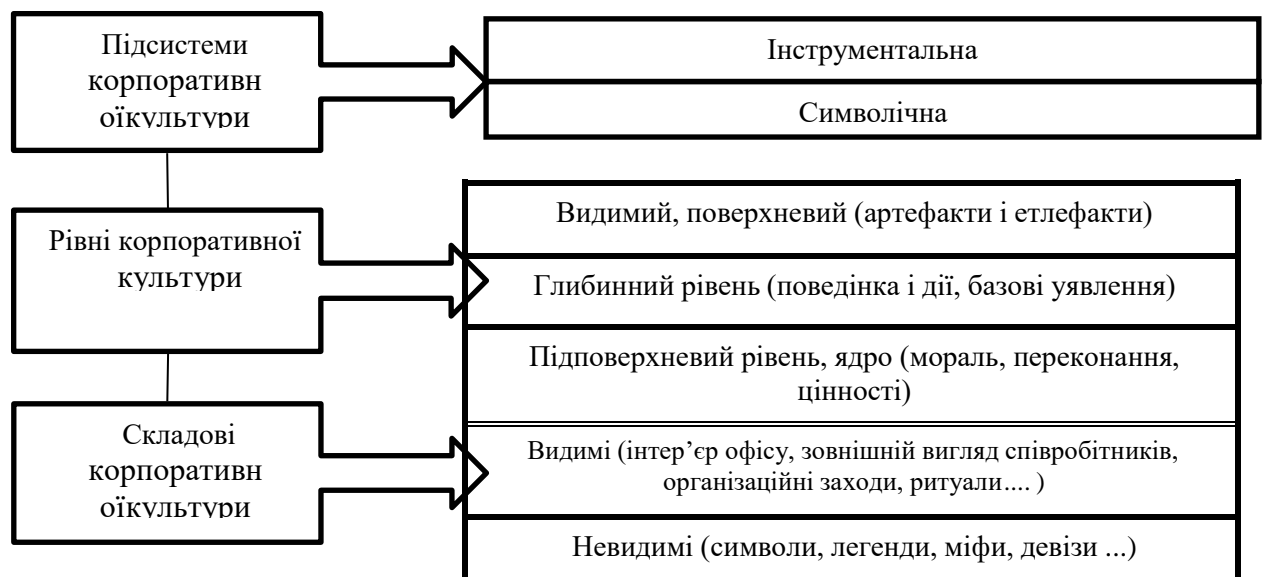 Підсистеми
корпоративн
оїкультури
Інструментальна
Символічна
Рівні корпоративної
культури
Видимий, поверхневий (артефакти і етлефакти)
Глибинний рівень (поведінка і дії, базові уявлення)
Підповерхневий рівень, ядро (мораль, переконання,
цінності)
Складові
корпоративн
оїкультури
Видимі (інтер’єр офісу, зовнішній вигляд співробітників,
організаційні заходи, ритуали.... )
Невидимі (символи, легенди, міфи, девізи ...)